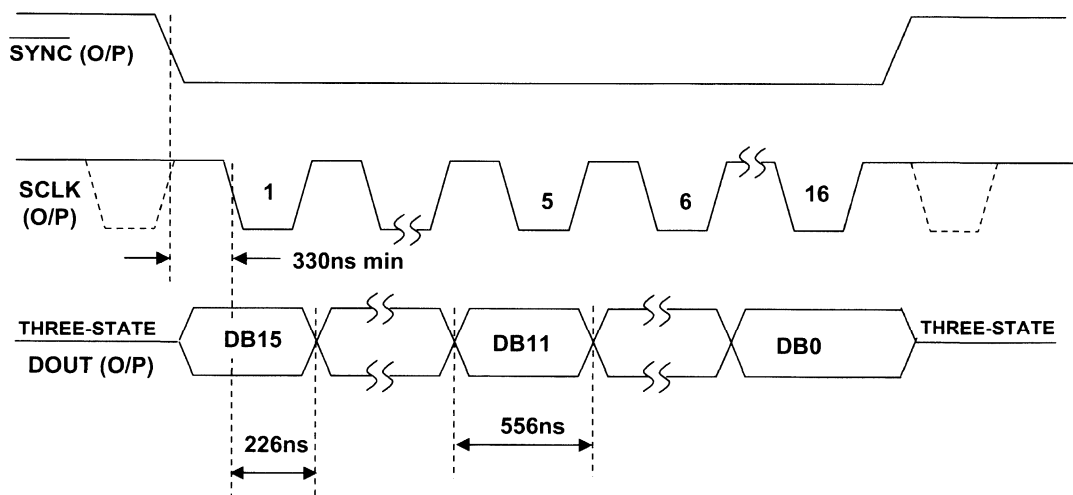 SYNC (O/P)
SCLK
(O/P)
1
5
6
16
330ns min
THREE-STATE
DOUT (O/P)
DB15
DB11
DB0
THREE-STATE
226ns
556ns